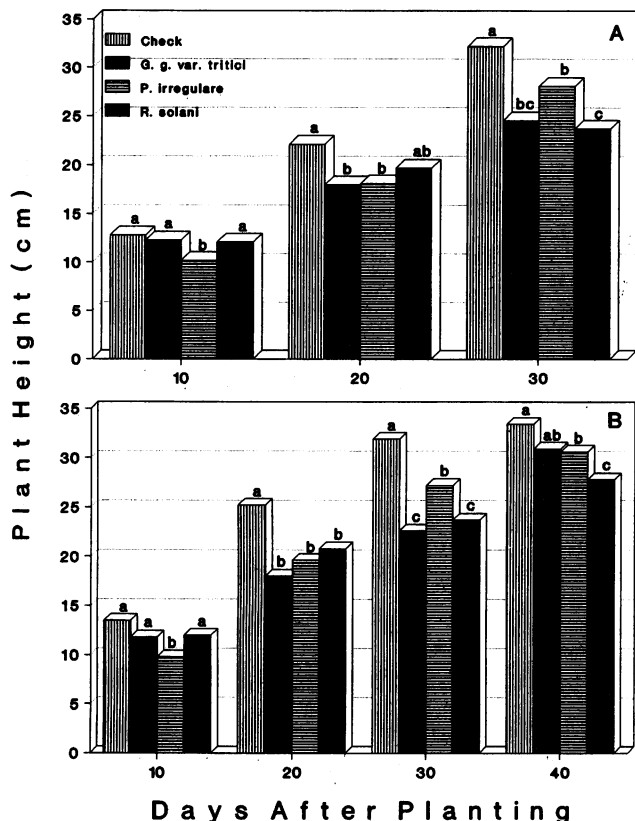 35
30
25
20
15
10
5
0
A
Check
G. g. var. tritici
P. irregulare
R. solani
a a b a
a b b ab
a bc b c
10 20 30
Plant Height (cm)
35
30
25
20
15
10
5
0
B
a a b a
a b b b
a c b c
a ab b c
10 20 30 40
Days After Planting